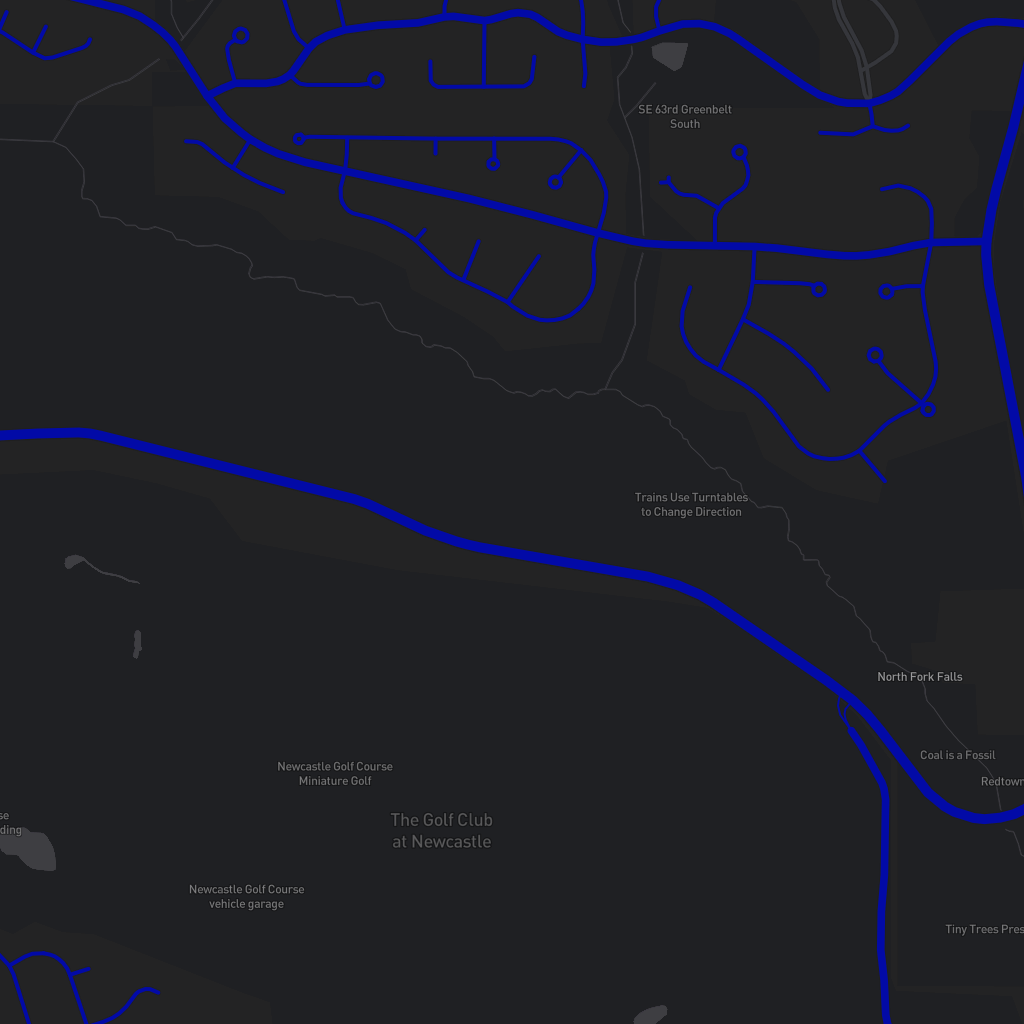 SE 63rd Greenbelt
South
Trains Use Turntables
to Change Direction
North Fork Falls
Coal is a Fossil
Redtown
Newcastle Golf Course
Miniature Golf
The Golf Club
at Newcastle
Newcastle Golf Course
vehicle garage
Tiny Trees